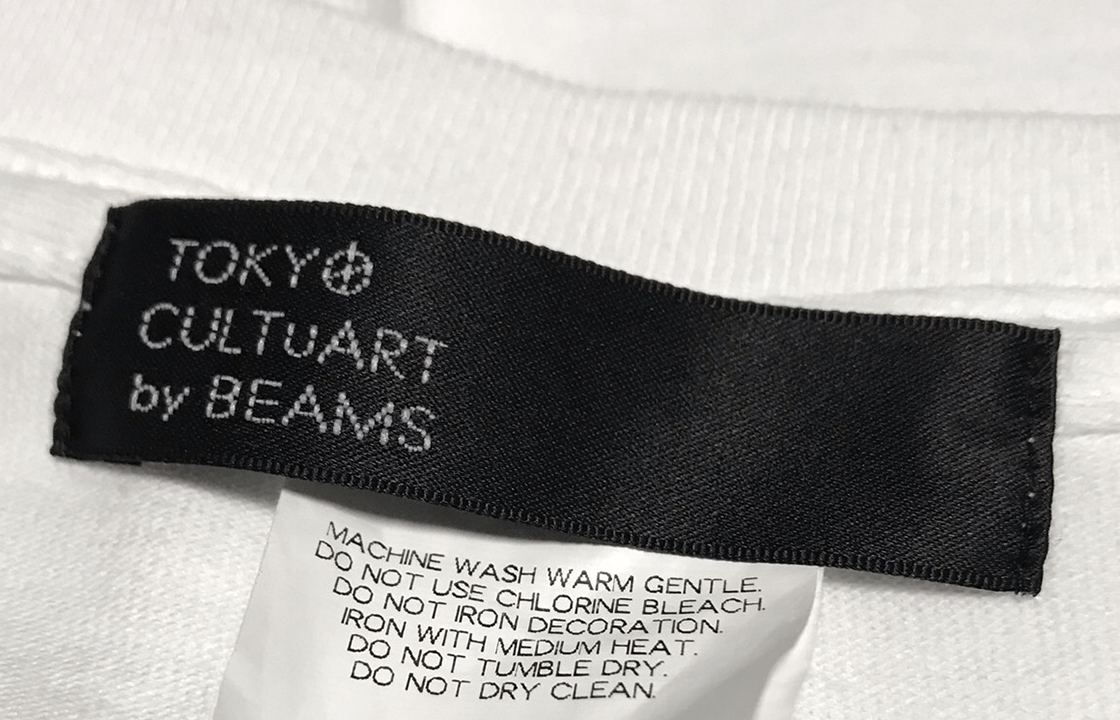 TOKYO
CULTuART
by BEAMS
MACHINE WASH WARM GENTLE.
DO NOT USE CHLORINE BLEACH.
DO NOT IRON DECORATION.
IRON WITH MEDIUM HEAT.
DO NOT TUMBLE DRY.
DO NOT DRY CLEAN.